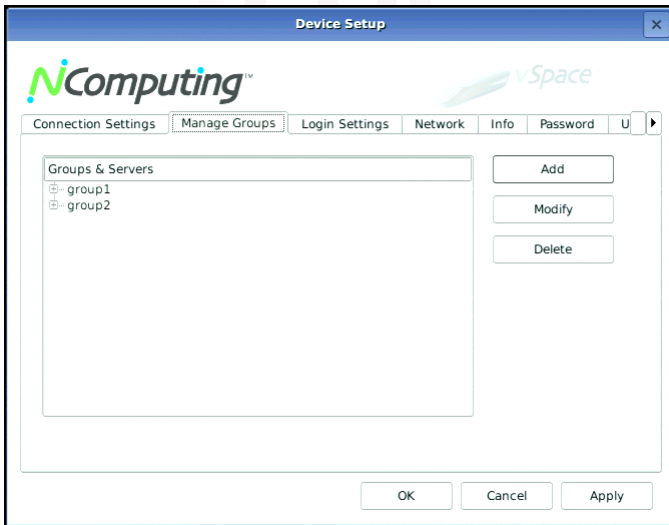 Device Setup
NComputing™
vSpace
Connection Settings Manage Groups Login Settings Network Info Password U
Groups & Servers
group1
group2
Add
Modify
Delete
OK Cancel Apply